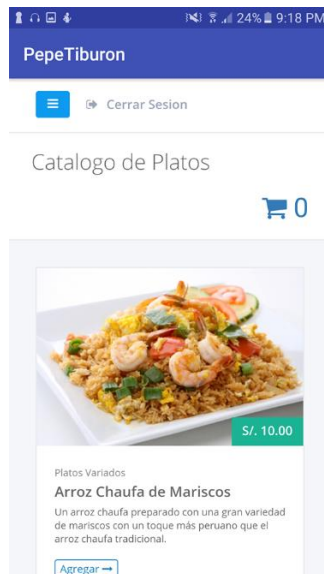 24% 9:18 PM
PepeTiburon
Cerrar Sesion
Catalogo de Platos
0
S/. 10.00
Platos Variados
Arroz Chaufa de Mariscos
Un arroz chaufa preparado con una gran variedad
de mariscos con un toque más peruano que el
arroz chaufa tradicional.
Agregar